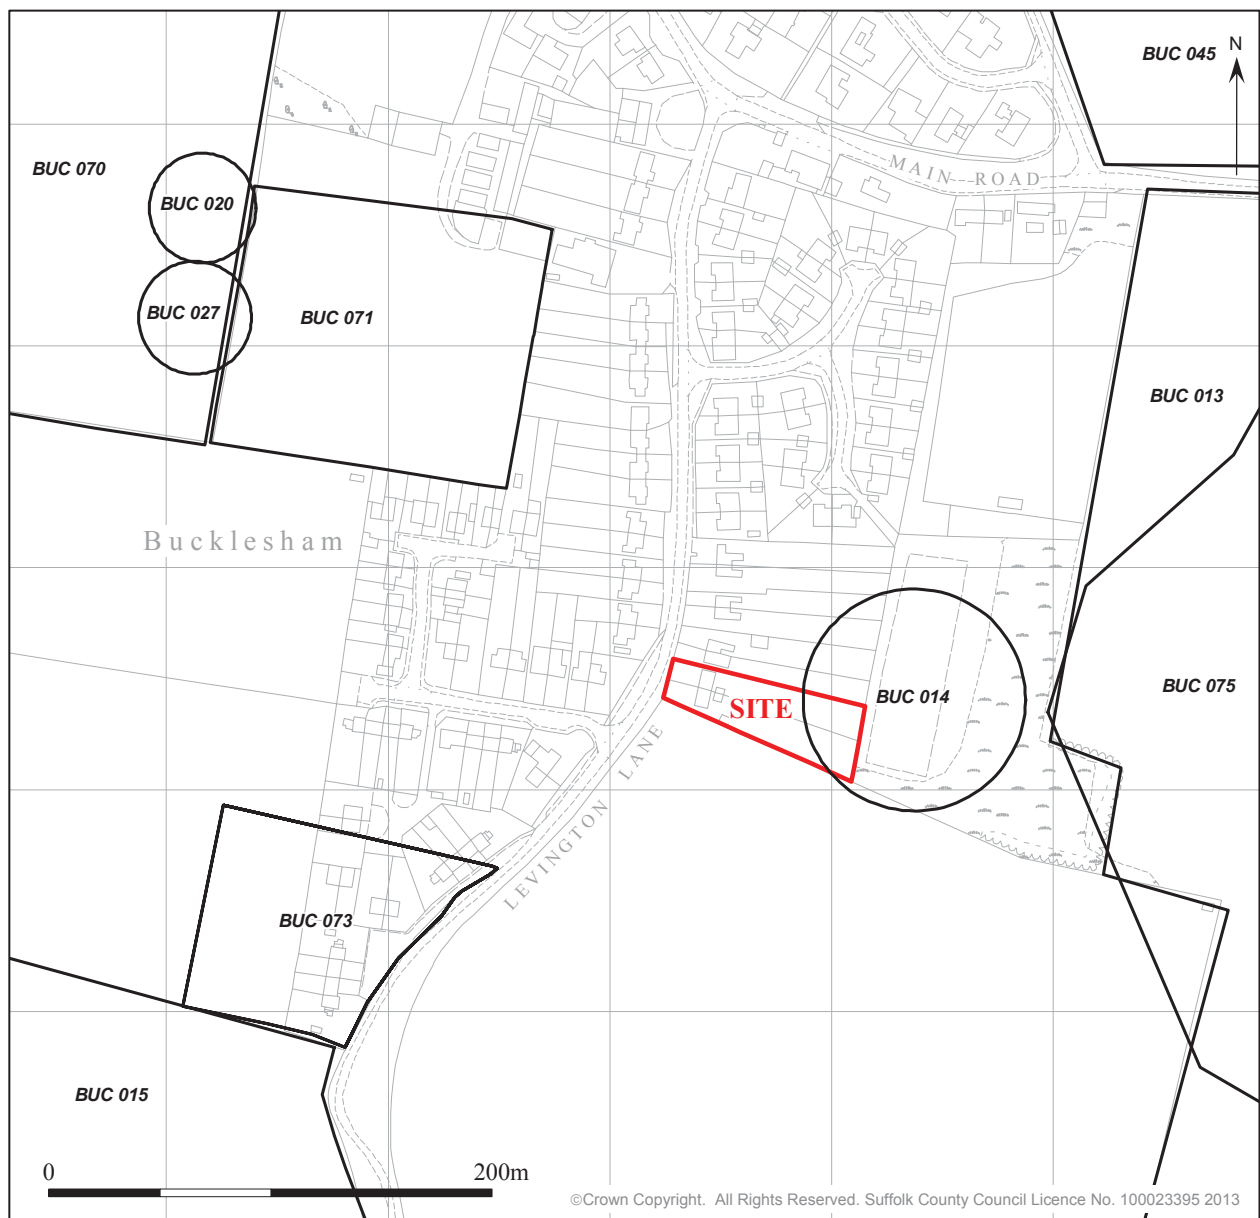 BUC 045
N
BUC 070
MAIN ROAD
BUC 020
BUC 027
BUC 071
BUC 013
Bucklesham
BUC 075
BUC 014
SITE
LEVINGTON LANE
BUC 073
BUC 015
0 200m
©Crown Copyright. All Rights Reserved. Suffolk County Council Licence No. 100023395 2013